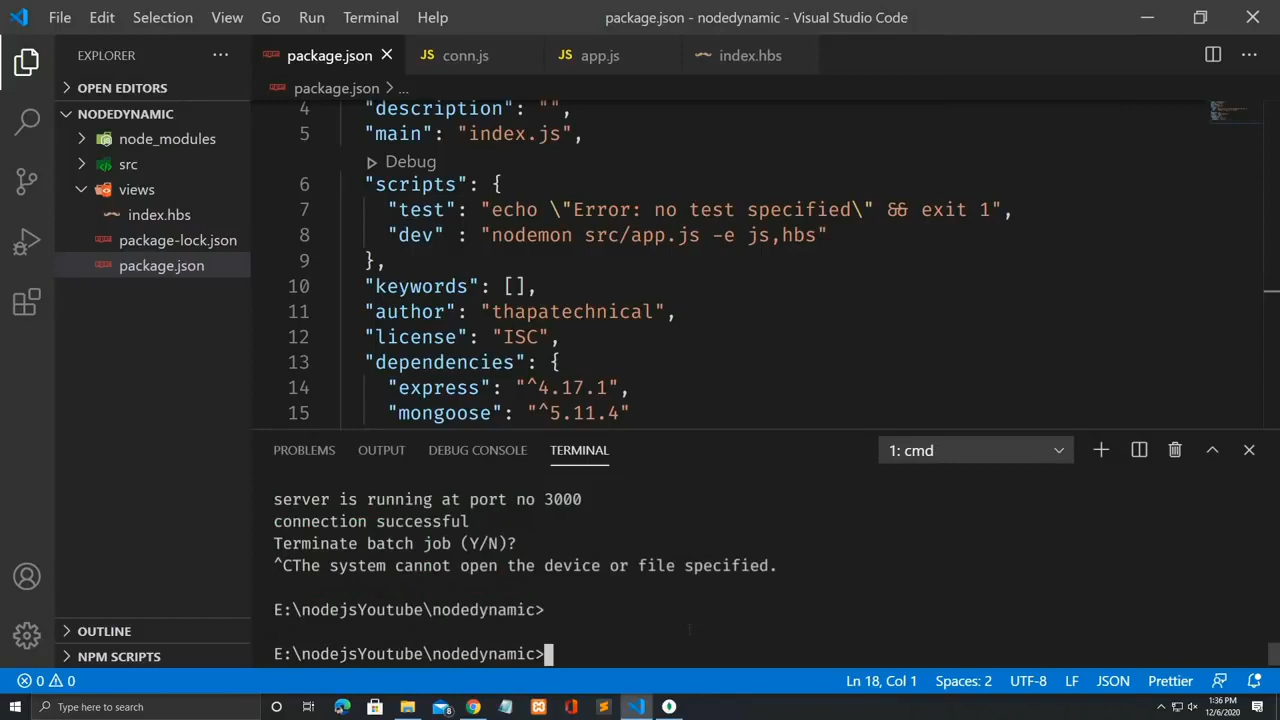 File Edit Selection View Go Run Terminal Help package.json - nodedynamic - Visual Studio Code
EXPLORER
OPEN EDITORS
NODEDYNAMIC
node_modules
src
views
index.hbs
package-lock.json
package.json
OUTLINE
NPM SCRIPTS
package.json JS conn.js JS app.js index.hbs
package.json > ...
4 "description": "",
5 "main": "index.js",
Debug
6 "scripts": {
7 "test": "echo \"Error: no test specified\" && exit 1",
8 "dev" : "nodemon src/app.js -e js,hbs"
9 },
10 "keywords": [],
11 "author": "thapatechnical",
12 "license": "ISC",
13 "dependencies": {
14 "express": "^4.17.1",
15 "mongoose": "^5.11.4"
PROBLEMS OUTPUT DEBUG CONSOLE TERMINAL 1: cmd
server is running at port no 3000
connection successful
Terminate batch job (Y/N)?
^CThe system cannot open the device or file specified.
E:\nodejsYoutube\nodedynamic>
E:\nodejsYoutube\nodedynamic>
0 0 Ln 18, Col 1 Spaces: 2 UTF-8 LF JSON Prettier
Type here to search 8 1:36 PM
12/6/2020